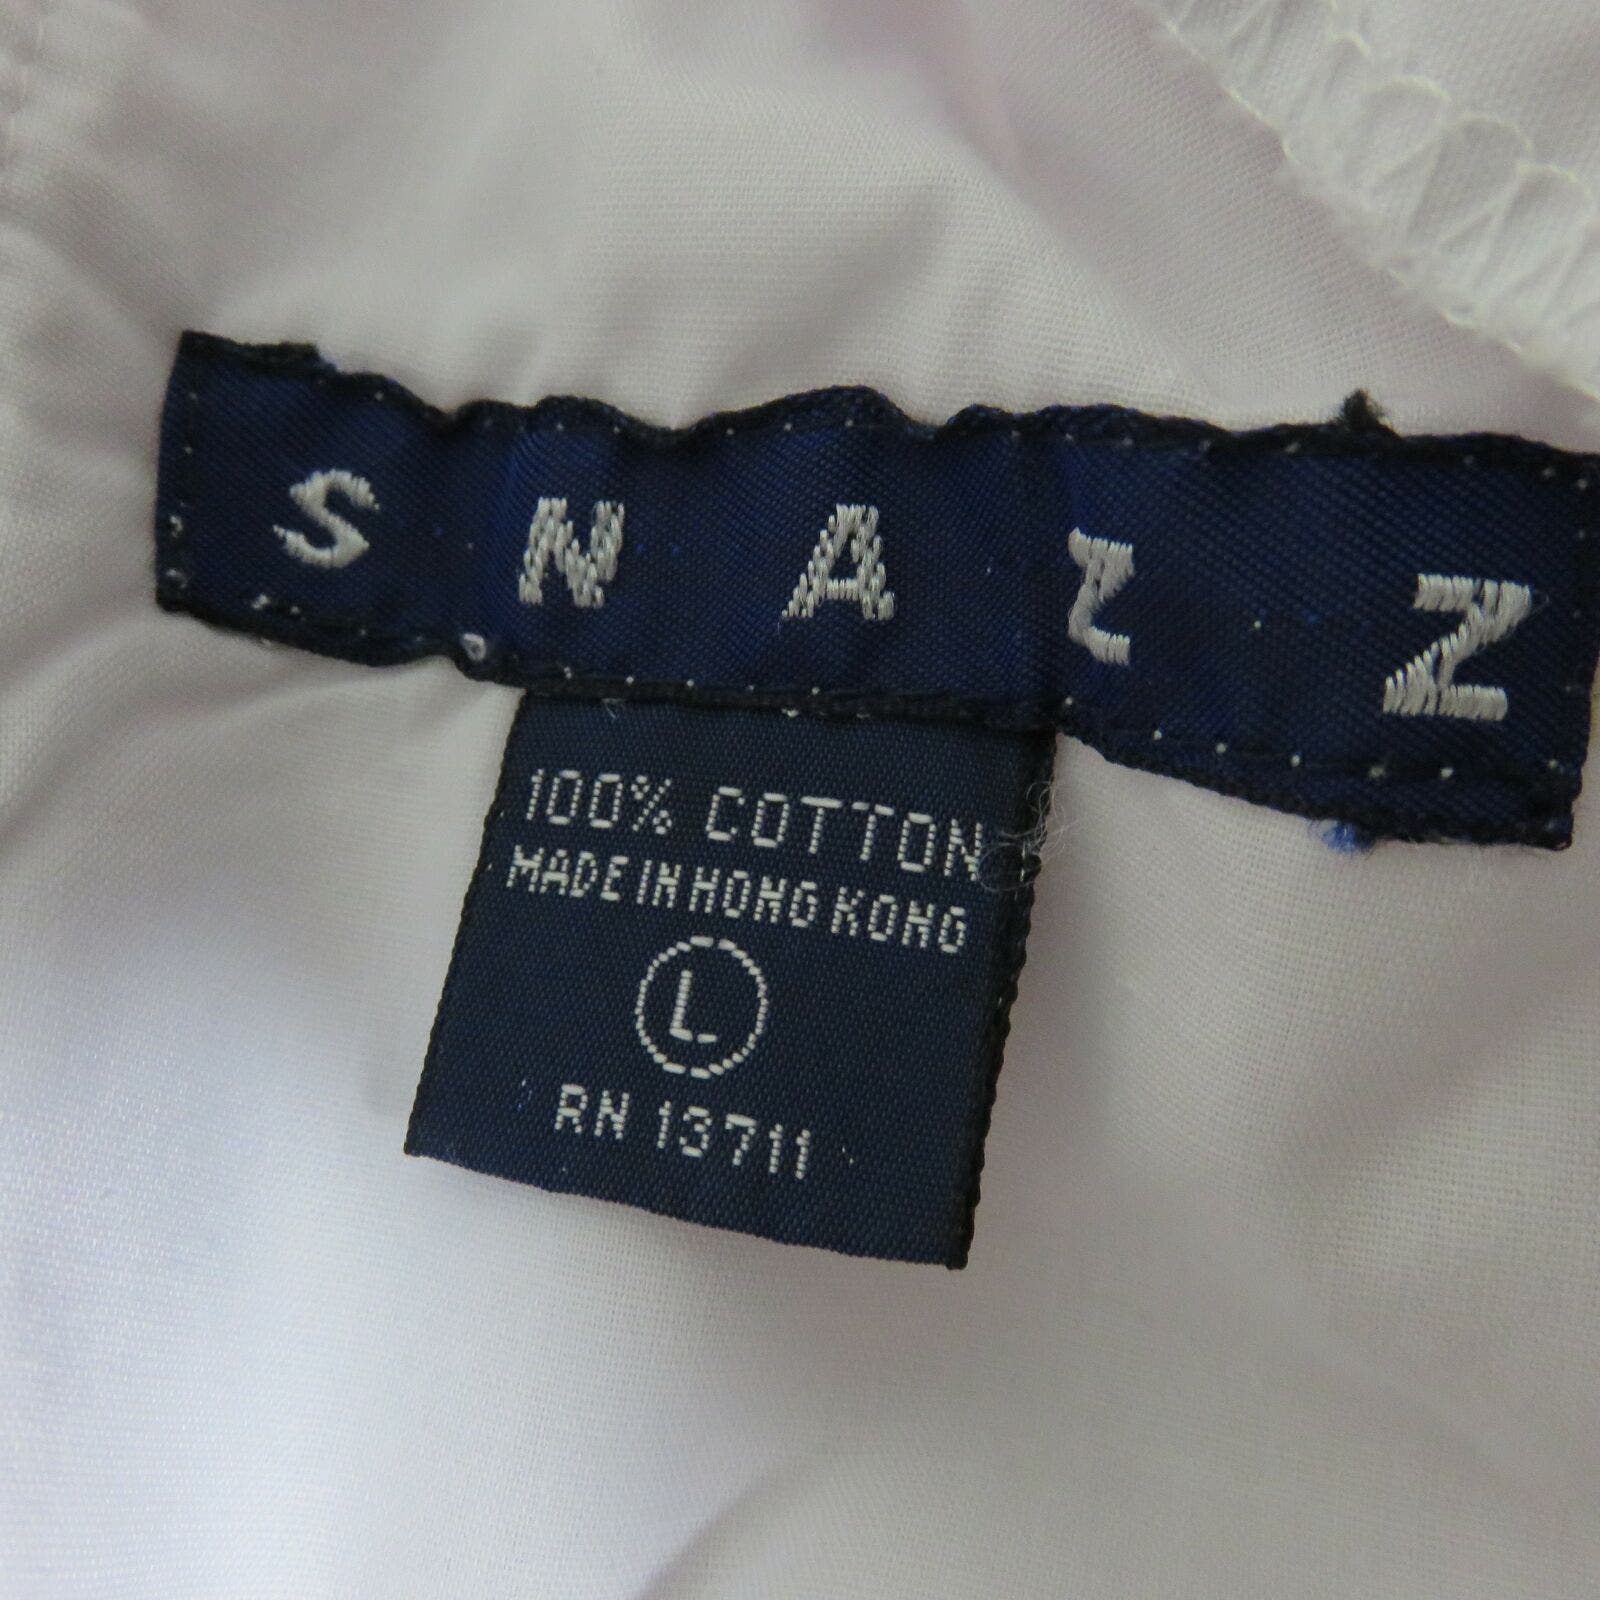 SNAZZ
100% COTTON
MADE IN HONG KONG
L
RN 13711